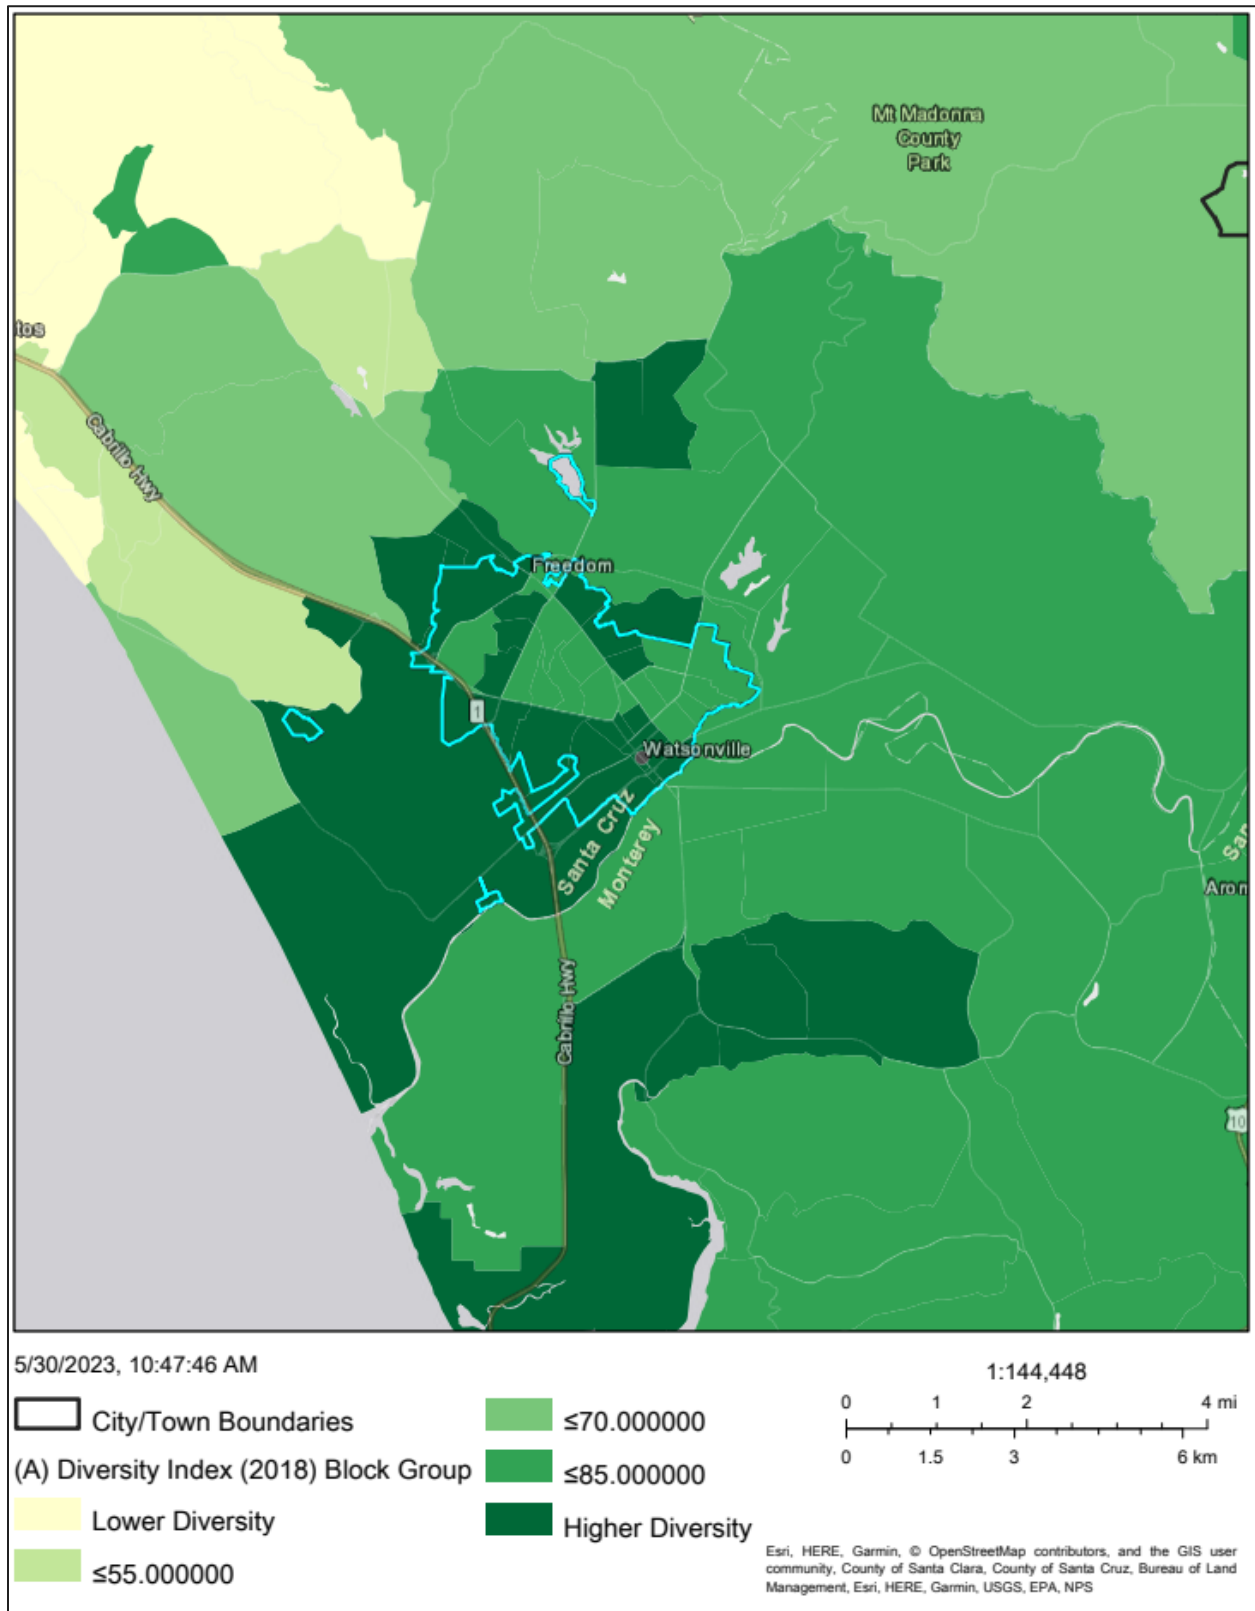 Mt Madonna
County
Park
tos
Cabrillo Hwy
Freedom
1
Watsonville
Santa Cruz
Monterey
San
Arom
Cabrillo Hwy
10
5/30/2023, 10:47:46 AM
1:144,448
0 1 2 4 mi
0 1.5 3 6 km
City/Town Boundaries
(A) Diversity Index (2018) Block Group
Lower Diversity
≤55.000000
≤70.000000
≤85.000000
Higher Diversity
Esri, HERE, Garmin, © OpenStreetMap contributors, and the GIS user
community, County of Santa Clara, County of Santa Cruz, Bureau of Land
Management, Esri, HERE, Garmin, USGS, EPA, NPS